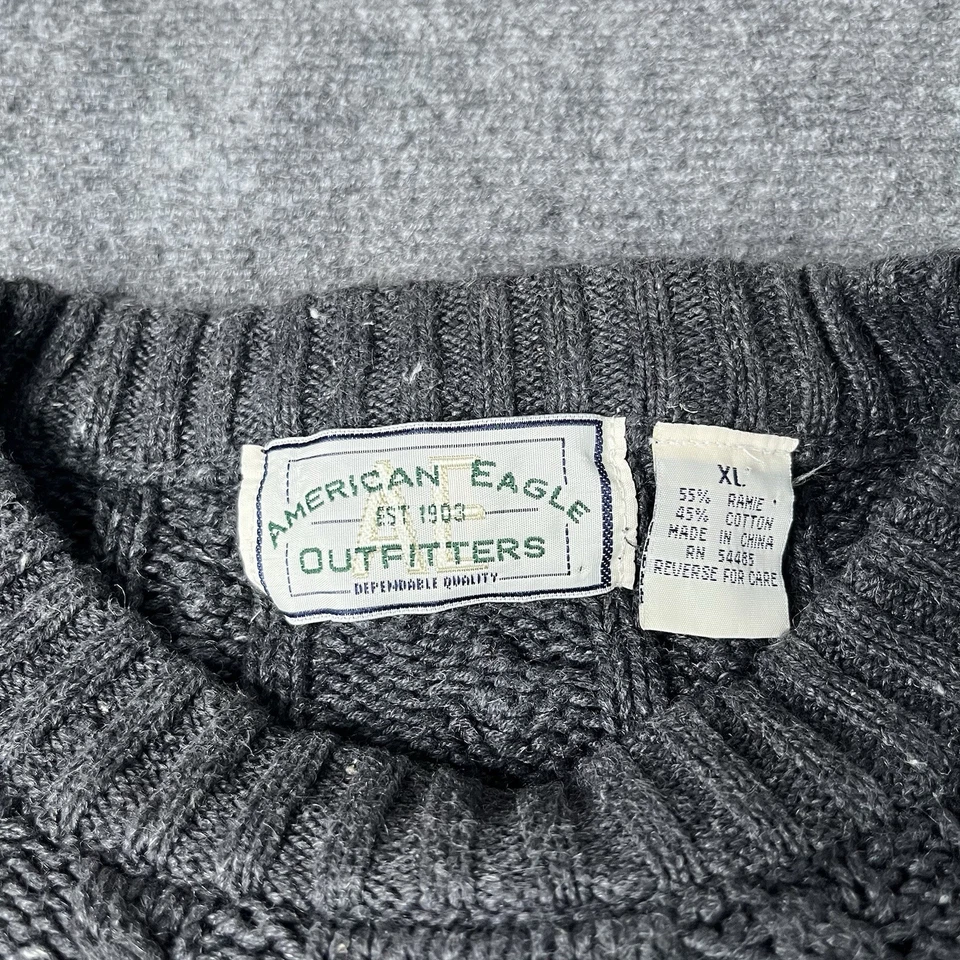 AMERICAN EAGLE
AE
EST 1903
OUTFITTERS
DEPENDABLE QUALITY
XL
55% RAMIE
45% COTTON
MADE IN CHINA
RN 54485
REVERSE FOR CARE